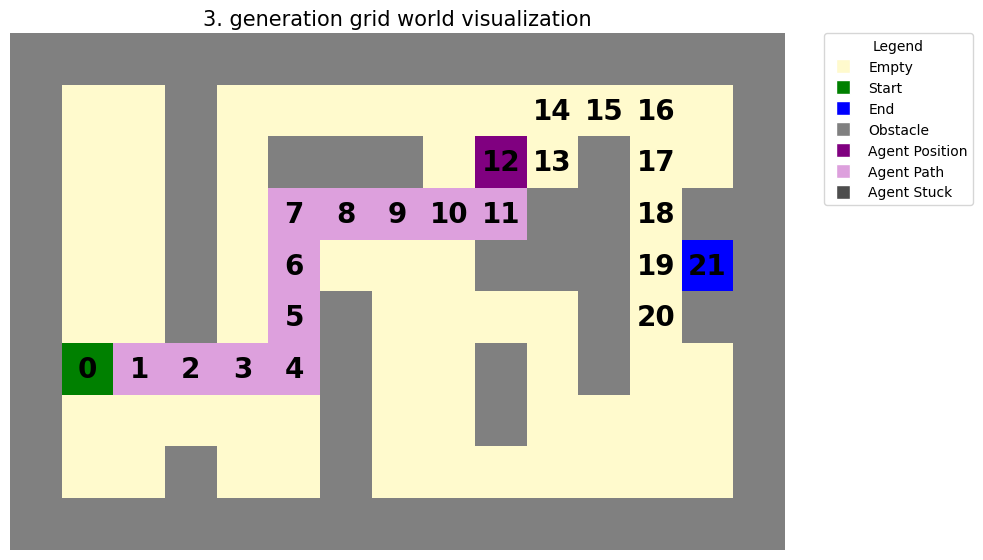 3. generation grid world visualization
Legend
Empty
Start
End
Obstacle
Agent Position
Agent Path
Agent Stuck
14 15 16
12 13 17
7 8 9 10 11 18
6 19 21
5 20
0 1 2 3 4